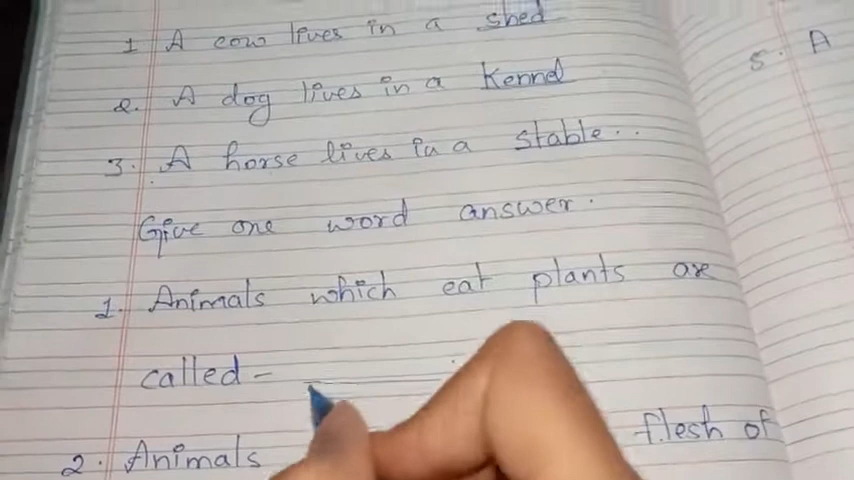 1 A cow lives in a shed
2. A dog lives in a Kennel
3. A horse lives in a stable..
Give one word answer.
1. Animals which eat plants are
called -
2. Animals flesh of
5. A